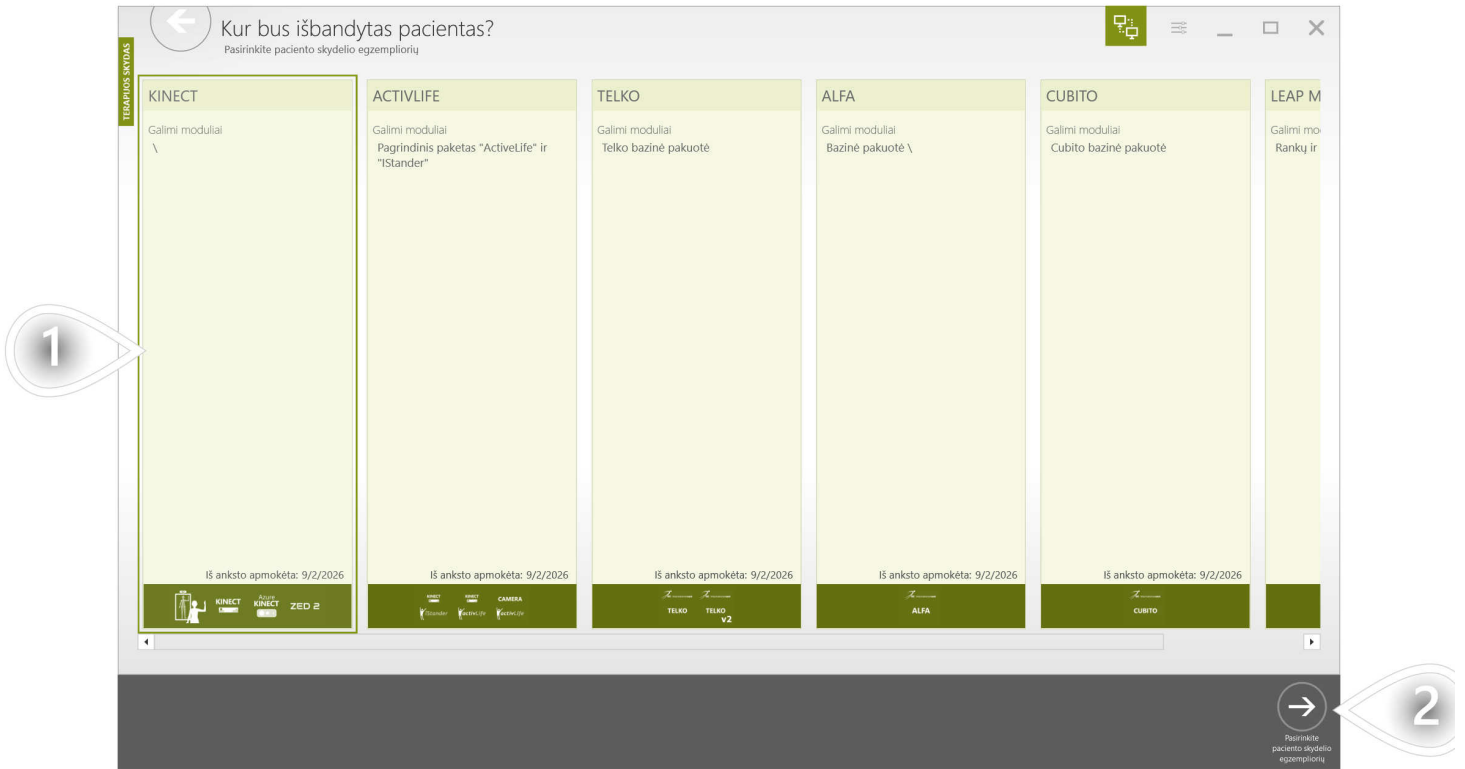 Kur bus išbandytas pacientas?
Pasirinkite paciento skydelio egzempliorių
TERAPIJOS SKYDAS
KINECT
Galimi moduliai
\
Iš anksto apmokėta: 9/2/2026
KINECT
Azure
KINECT
ZED 2
ACTIVLIFE
Galimi moduliai
Pagrindinis paketas "ActiveLife" ir
"IStander"
Iš anksto apmokėta: 9/2/2026
KINECT KINECT CAMERA
IStander activLife activLife
TELKO
Galimi moduliai
Telko bazinė pakuotė
Iš anksto apmokėta: 9/2/2026
TELKO TELKO
v2
ALFA
Galimi moduliai
Bazinė pakuotė \
Iš anksto apmokėta: 9/2/2026
ALFA
CUBITO
Galimi moduliai
Cubito bazinė pakuotė
Iš anksto apmokėta: 9/2/2026
CUBITO
LEAP M
Galimi mo
Rankų ir
1
2
Pasirinkite
paciento skydelio
egzempliorių